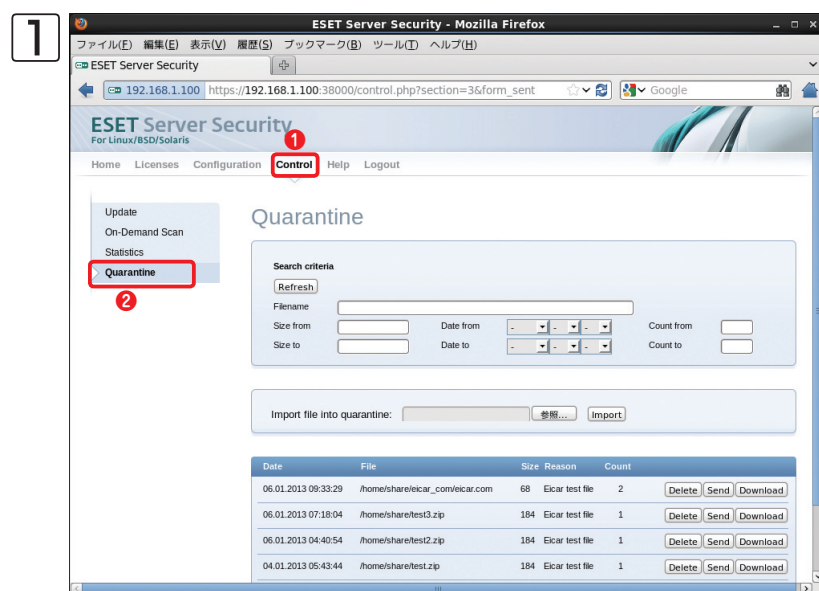 1
ESET Server Security - Mozilla Firefox
ファイル(F) 編集(E) 表示(V) 履歴(S) ブックマーク(B) ツール(T) ヘルプ(H)
ESET Server Security
192.168.1.100 https://192.168.1.100:38000/control.php?section=3&form_sent Google
ESET Server Security
For Linux/BSD/Solaris
1
Home Licenses Configuration Control Help Logout
Update
On-Demand Scan
Statistics
Quarantine
2
Quarantine
Search criteria
Refresh
Filename
Size from Date from - - - Count from
Size to Date to - - - Count to
Import file into quarantine: 参照... Import
Date File Size Reason Count
06.01.2013 09:33:29 /home/share/eicar_com/eicar.com 68 Eicar test file 2 Delete Send Download
06.01.2013 07:18:04 /home/share/test3.zip 184 Eicar test file 1 Delete Send Download
06.01.2013 04:40:54 /home/share/test2.zip 184 Eicar test file 1 Delete Send Download
04.01.2013 05:43:44 /home/share/test.zip 184 Eicar test file 1 Delete Send Download